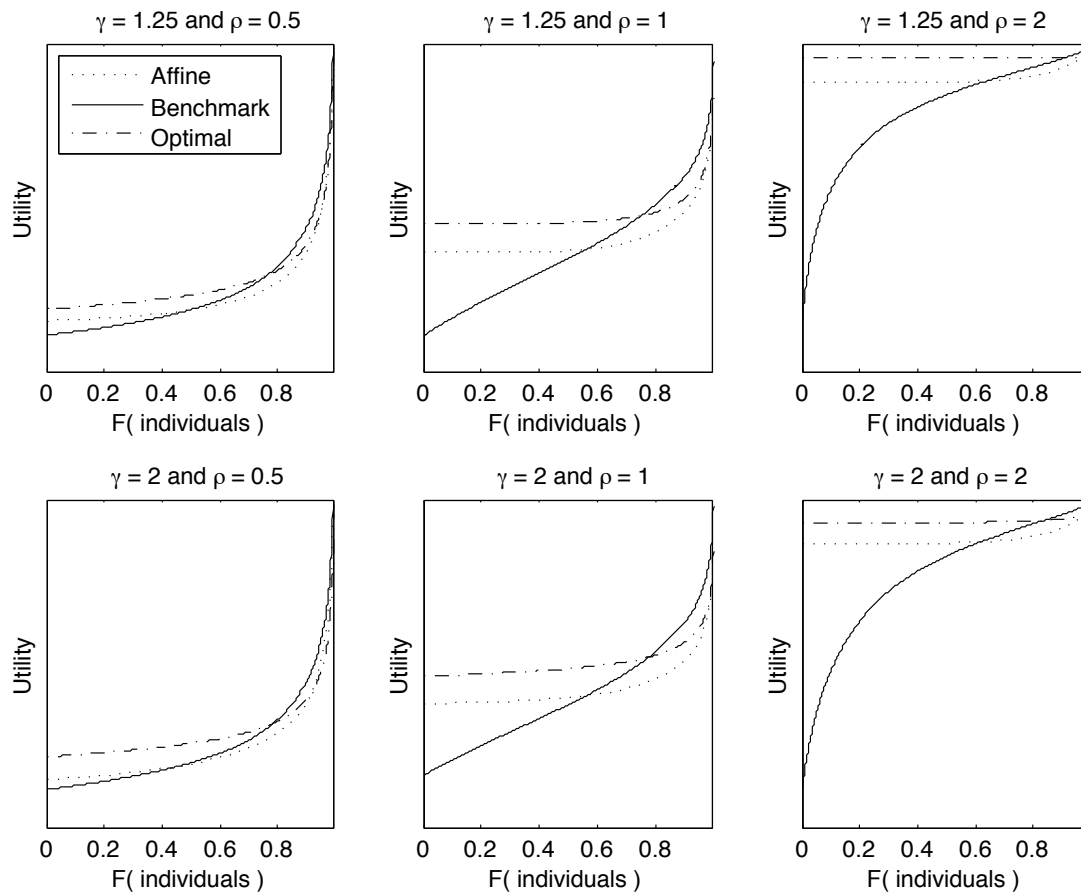 γ = 1.25 and ρ = 0.5
γ = 1.25 and ρ = 1
γ = 1.25 and ρ = 2
Affine
Benchmark
Optimal
Utility
Utility
Utility
0 0.2 0.4 0.6 0.8
0 0.2 0.4 0.6 0.8
0 0.2 0.4 0.6 0.8
F( individuals )
F( individuals )
F( individuals )
γ = 2 and ρ = 0.5
γ = 2 and ρ = 1
γ = 2 and ρ = 2
Utility
Utility
Utility
0 0.2 0.4 0.6 0.8
0 0.2 0.4 0.6 0.8
0 0.2 0.4 0.6 0.8
F( individuals )
F( individuals )
F( individuals )